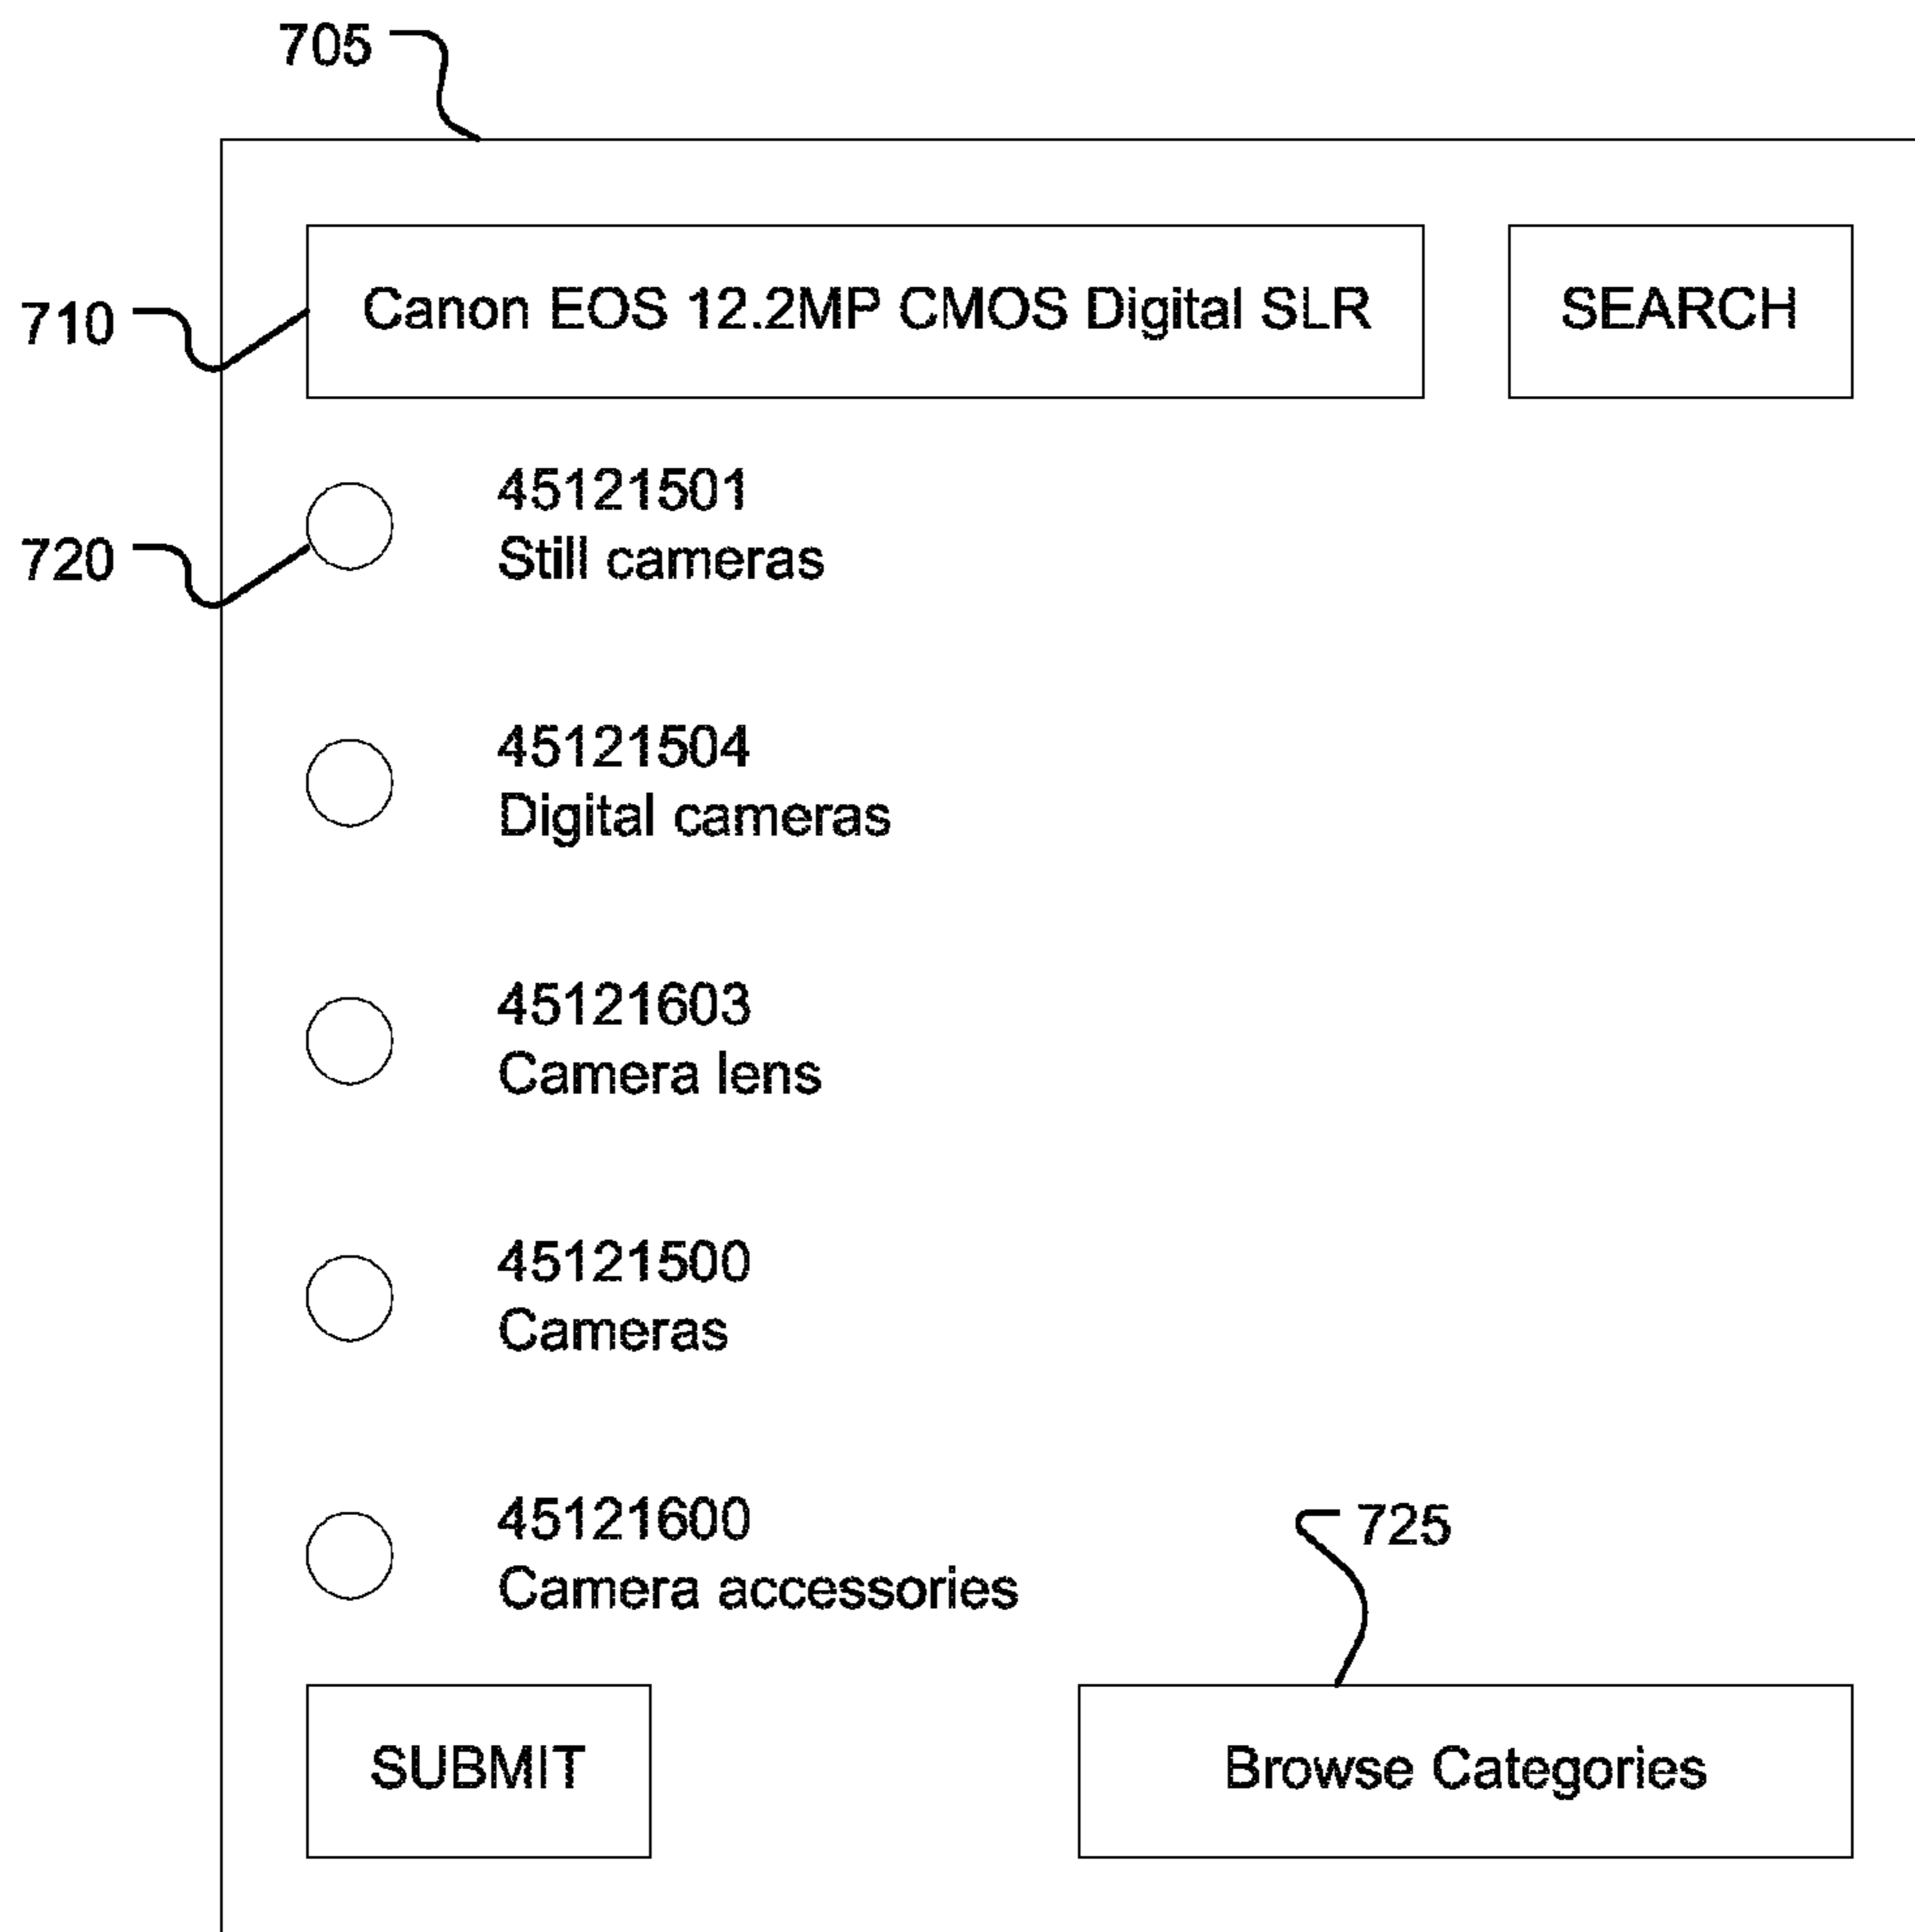 705
710
Canon EOS 12.2MP CMOS Digital SLR
SEARCH
720
45121501
Still cameras
45121504
Digital cameras
45121603
Camera lens
45121500
Cameras
45121600
Camera accessories
725
SUBMIT
Browse Categories